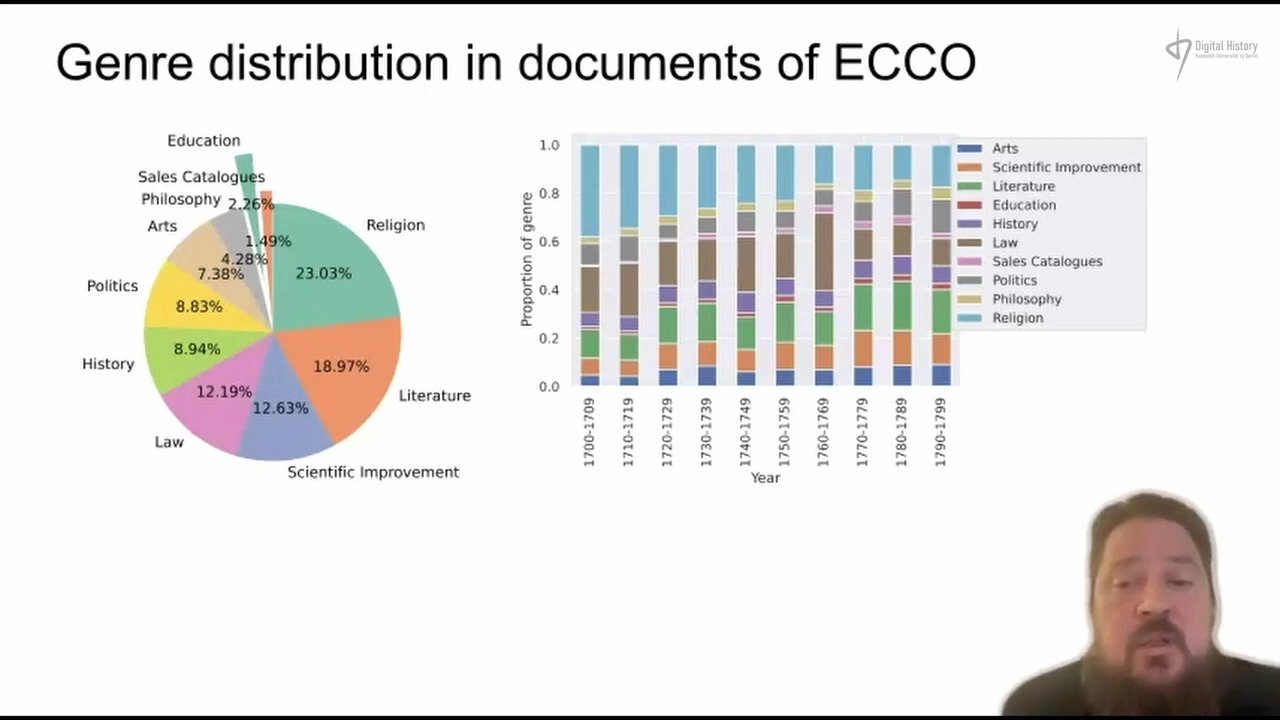 Genre distribution in documents of ECCO
Digital History
Humboldt-Universität zu Berlin
Education
Sales Catalogues
Philosophy
Arts
Politics
History
Law
Scientific Improvement
Literature
Religion
2.26%
1.49%
4.28%
7.38%
8.83%
8.94%
12.19%
12.63%
18.97%
23.03%
Proportion of genre
1.0
0.8
0.6
0.4
0.2
0.0
1700-1709
1710-1719
1720-1729
1730-1739
1740-1749
1750-1759
1760-1769
1770-1779
1780-1789
1790-1799
Year
Arts
Scientific Improvement
Literature
Education
History
Law
Sales Catalogues
Politics
Philosophy
Religion